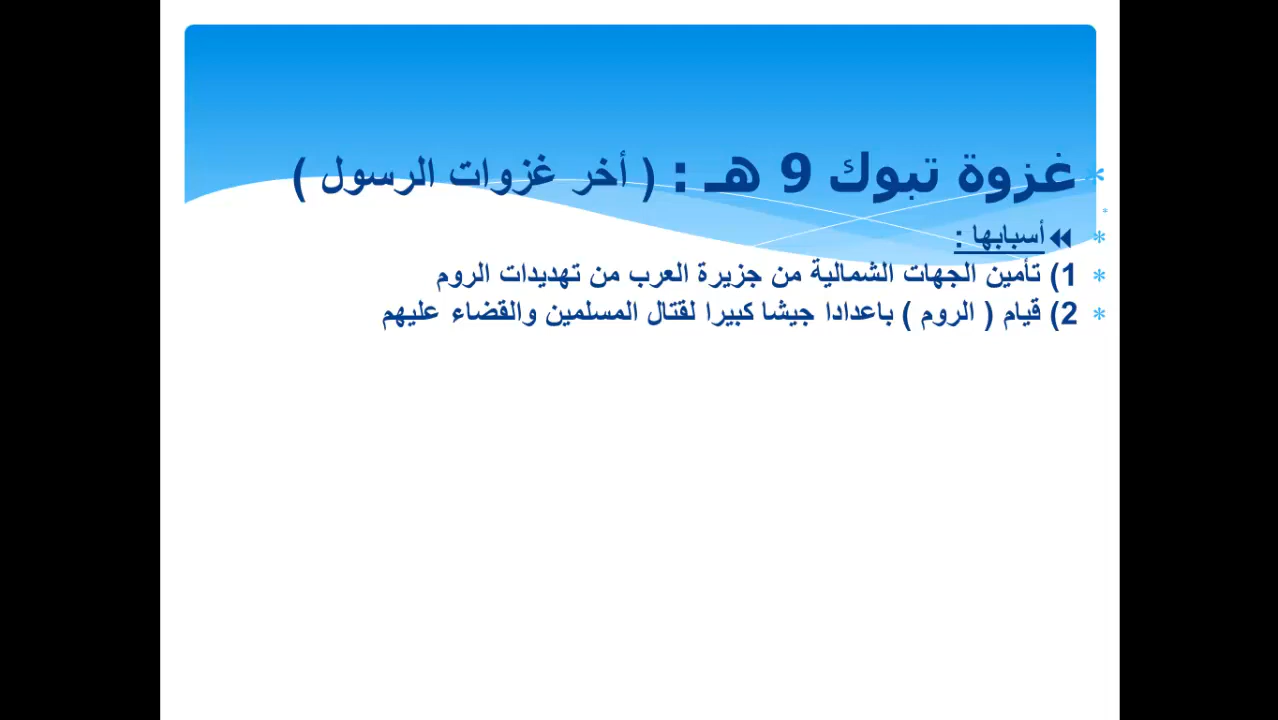 * غزوة تبوك 9 هـ : ( أخر غزوات الرسول )
*
* أسبابها :
* 1) تأمين الجهات الشمالية من جزيرة العرب من تهديدات الروم
* 2) قيام ( الروم ) باعدادا جيشا كبيرا لقتال المسلمين والقضاء عليهم